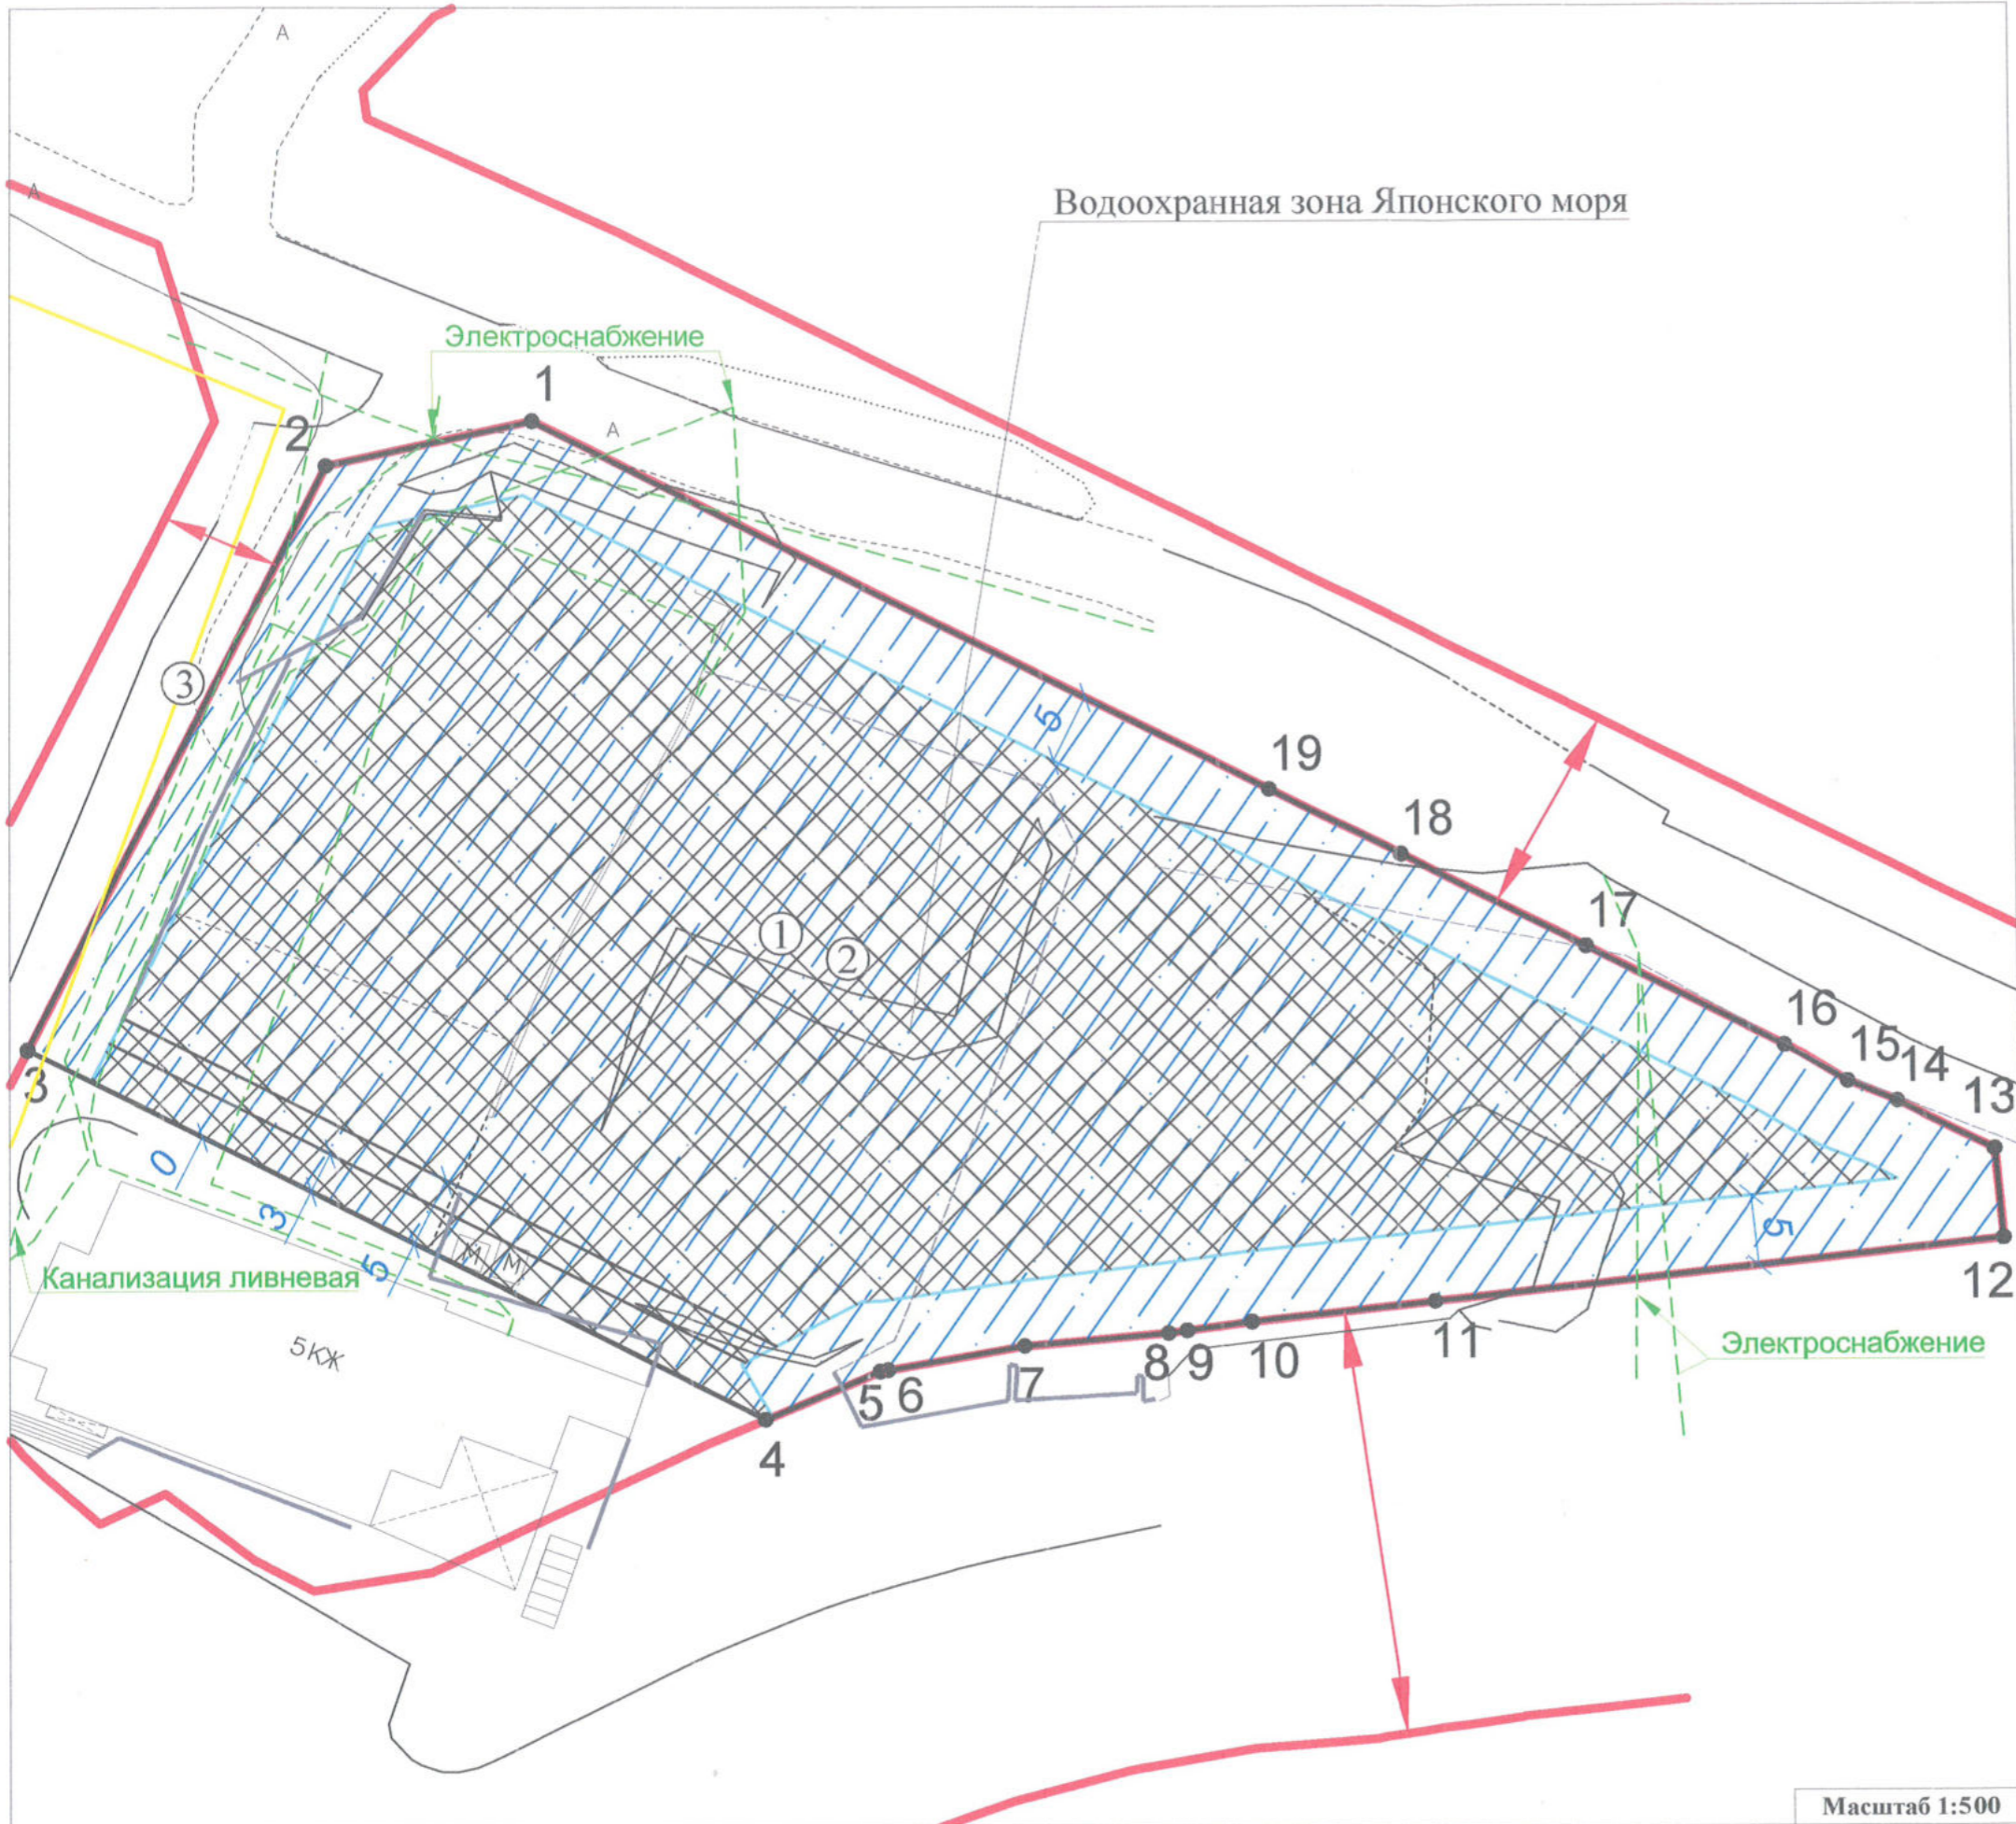 А
А
Водоохранная зона Японского моря
Электроснабжение
1
А
2
3
5
19
18
17
1
2
16
15
14
13
3
0
3
5
5
М
М
12
Канализация ливневая
5КЖ
11
Электроснабжение
10
9
8
7
6
5
4
Масштаб 1:500